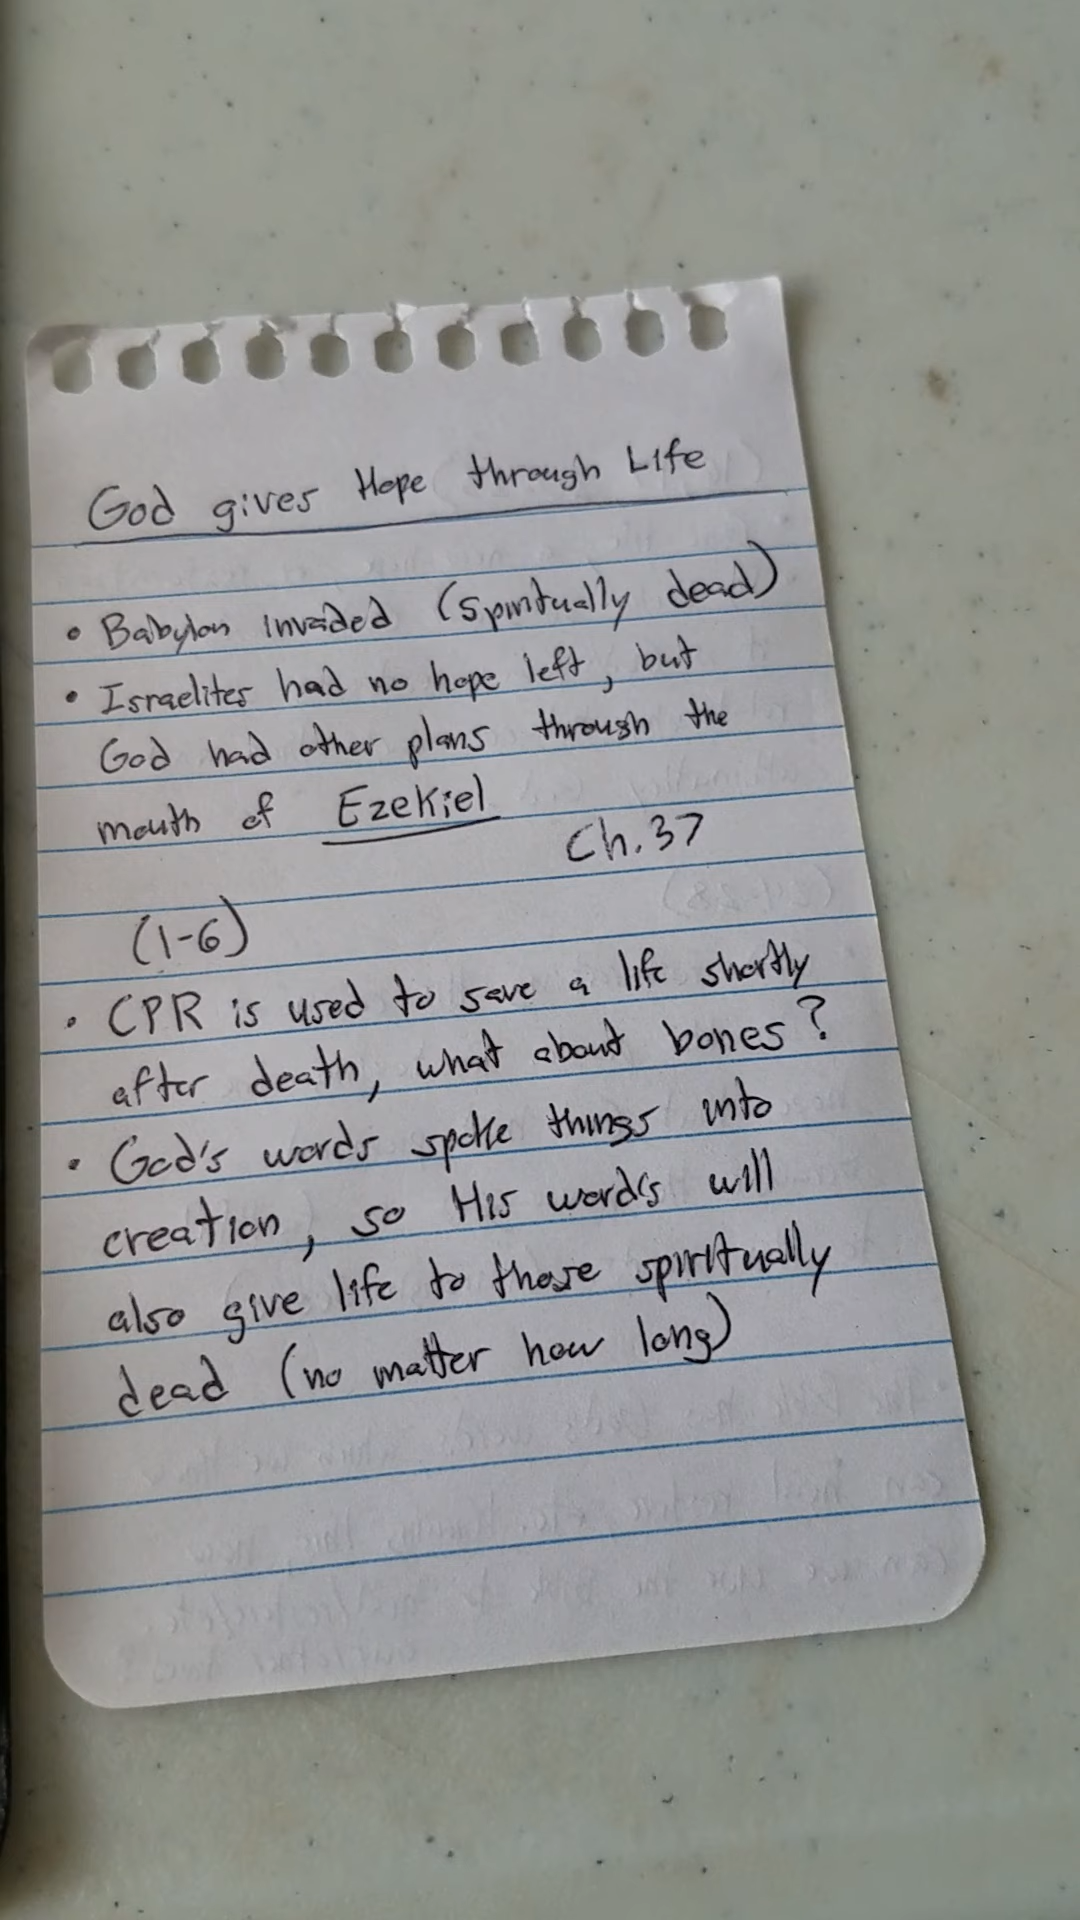 God gives Hope through Life
• Babylon invaded (spiritually dead)
• Israelites had no hope left, but
God had other plans through the
mouth of Ezekiel
Ch. 37
(1-6)
• CPR is used to save a life shortly
after death, what about bones?
• God's words spoke things into
creation, so His words will
also give life to those spiritually
dead (no matter how long)